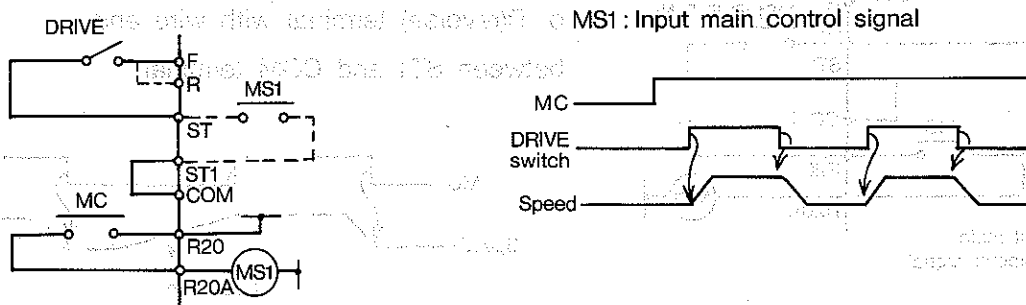 DRIVE
F
R
MS1
ST
ST1
COM
MC
R20
R20A
MS1
MS1 : Input main control signal
MC
DRIVE
switch
Speed